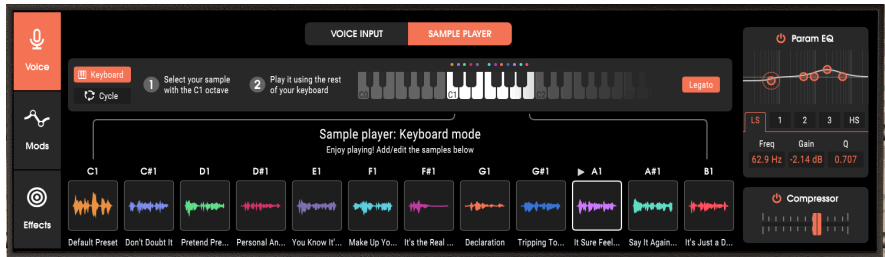 VOICE INPUT
SAMPLE PLAYER
Voice
Mods
Effects
Keyboard
Cycle
1
Select your sample
with the C1 octave
2
Play it using the rest
of your keyboard
C0
C1
C2
Legato
Sample player: Keyboard mode
Enjoy playing! Add/edit the samples below
C1 C#1 D1 D#1 E1 F1 F#1 G1 G#1 A1 A#1 B1
Default Preset Don't Doubt It Pretend Pre... Personal An... You Know It'... Make Up Yo... It's the Real ... Declaration Tripping To... It Sure Feel... Say It Again... It's Just a D...
Param EQ
LS 1 2 3 HS
Freq Gain Q
62.9 Hz -2.14 dB 0.707
Compressor